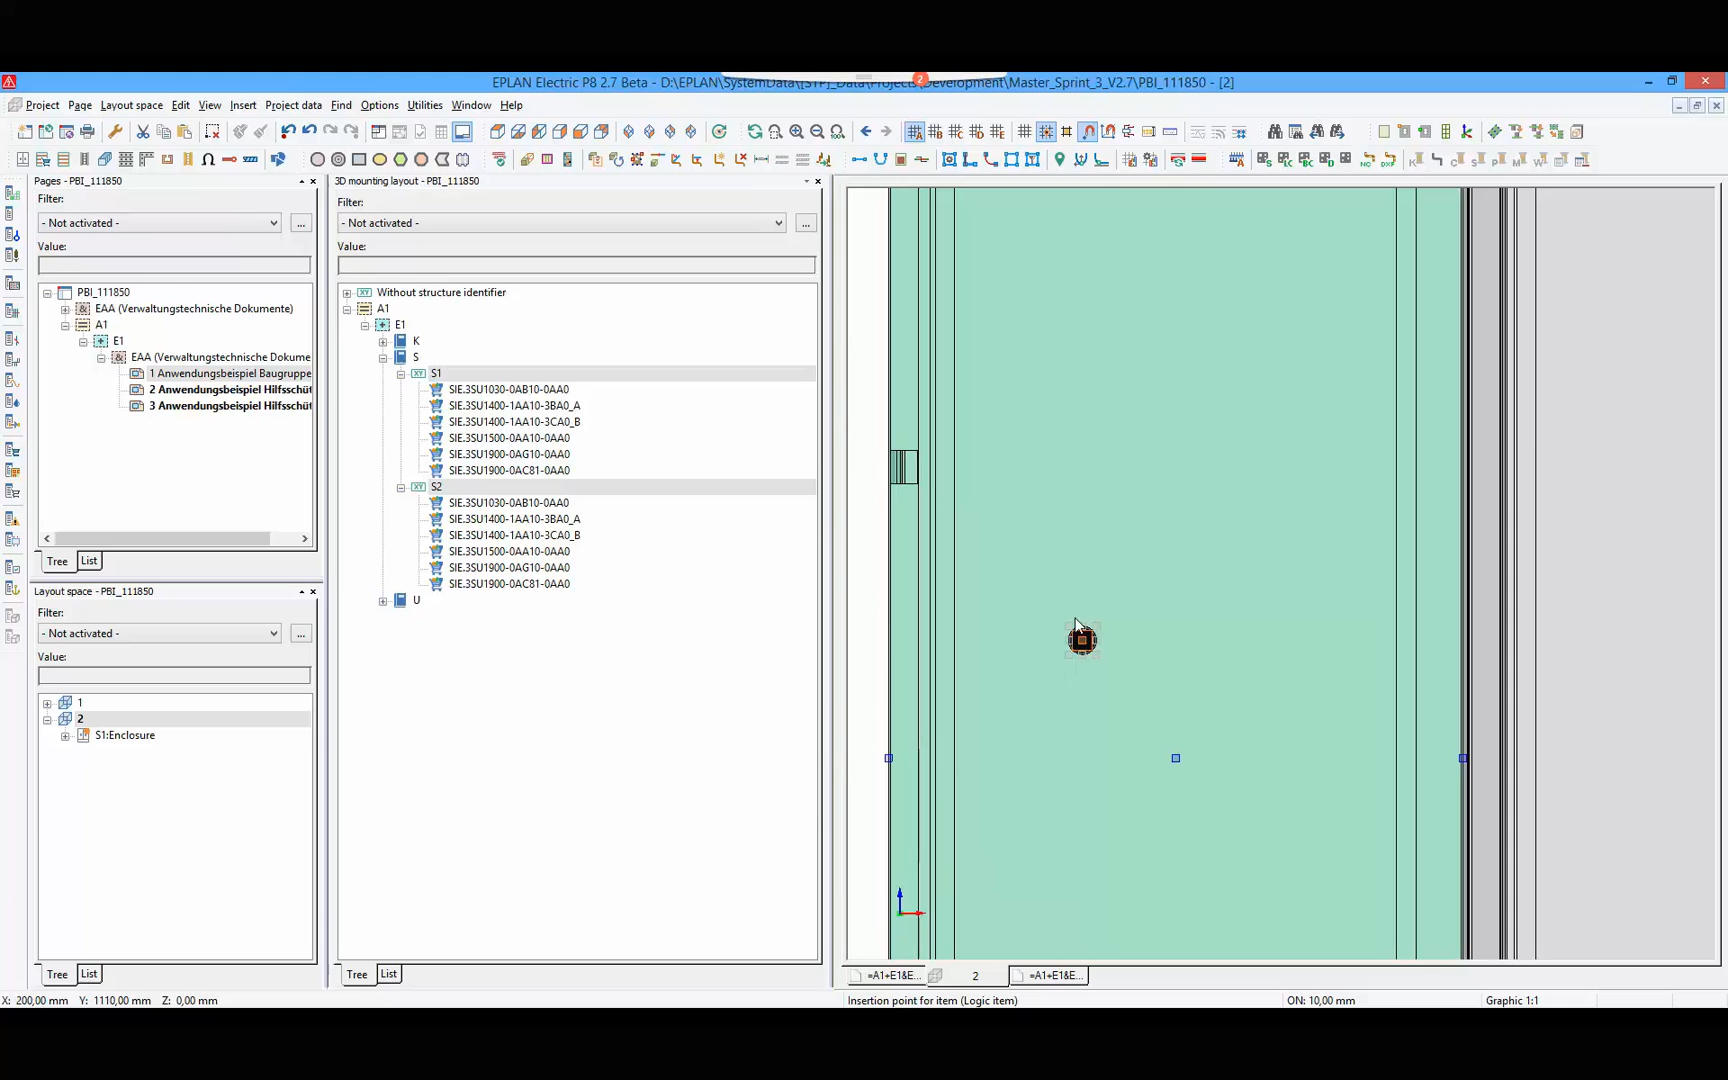 2
EPLAN Electric P8 2.7 Beta - D:\EPLAN\SystemData\[STP]_Data\Projects\Development\Master_Sprint_3_V2.7\PBI_111850 - [2]
Project Page Layout space Edit View Insert Project data Find Options Utilities Window Help
Pages - PBI_111850
Filter:
- Not activated -
...
Value:
PBI_111850
EAA (Verwaltungstechnische Dokumente)
A1
E1
EAA (Verwaltungstechnische Dokume
1 Anwendungsbeispiel Baugruppe
2 Anwendungsbeispiel Hilfsschüt
3 Anwendungsbeispiel Hilfsschüt
Tree List
Layout space - PBI_111850
Filter:
- Not activated -
...
Value:
1
2
S1:Enclosure
Tree List
3D mounting layout - PBI_111850
Filter:
- Not activated -
...
Value:
Without structure identifier
A1
E1
K
S
S1
SIE.3SU1030-0AB10-0AA0
SIE.3SU1400-1AA10-3BA0_A
SIE.3SU1400-1AA10-3CA0_B
SIE.3SU1500-0AA10-0AA0
SIE.3SU1900-0AG10-0AA0
SIE.3SU1900-0AC81-0AA0
S2
SIE.3SU1030-0AB10-0AA0
SIE.3SU1400-1AA10-3BA0_A
SIE.3SU1400-1AA10-3CA0_B
SIE.3SU1500-0AA10-0AA0
SIE.3SU1900-0AG10-0AA0
SIE.3SU1900-0AC81-0AA0
U
Tree List
=A1+E1&E... 2 =A1+E1&E...
X: 200,00 mm Y: 1110,00 mm Z: 0,00 mm
Insertion point for item (Logic item)
ON: 10,00 mm
Graphic 1:1